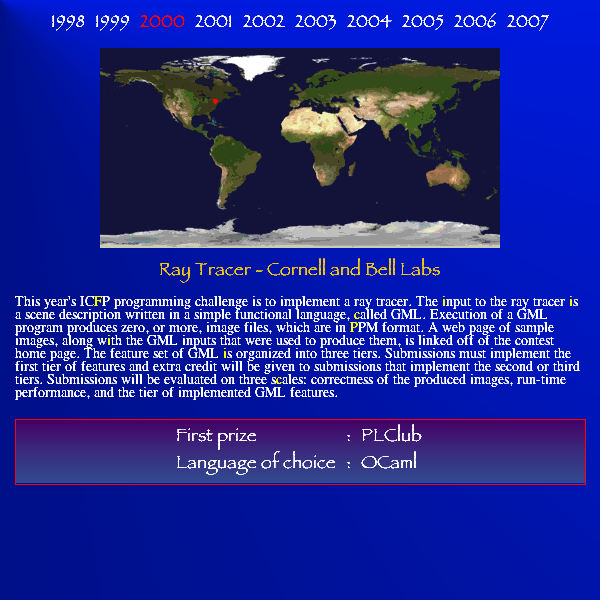 1998 1999 2000 2001 2002 2003 2004 2005 2006 2007
Ray Tracer - Cornell and Bell Labs
This year's ICFP programming challenge is to implement a ray tracer. The input to the ray tracer is
a scene description written in a simple functional language, called GML. Execution of a GML
program produces zero, or more, image files, which are in PPM format. A web page of sample
images, along with the GML inputs that were used to produce them, is linked off of the contest
home page. The feature set of GML is organized into three tiers. Submissions must implement the
first tier of features and extra credit will be given to submissions that implement the second or third
tiers. Submissions will be evaluated on three scales: correctness of the produced images, run-time
performance, and the tier of implemented GML features.
First prize : PLClub
Language of choice : OCaml